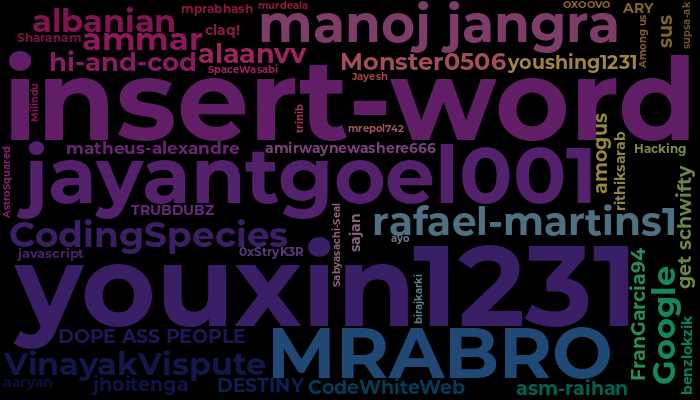 albanian
mprabhash
murdeala
manoj jangra
oxoovo
ARY
sus
supsa-ak
Sharanam
ammar
claq!
Among us
hi-and-cod
alaanvv
SpaceWasabi
Monster0506
youshing1231
Jayesh
insert-word
Milindu
trinib
mrepol742
amogus
rithiksarab
Hacking
matheus-alexandre
amirwaynewashere666
AstroSquared
jayantgoel001
TRUBDUBZ
get schwifty
CodingSpecies
Sabyasachi-Seal
sajan
rafael-martins1
ayo
javascript
0xStryK3R
youxin1231
birajkarki
FranGarcia94
Google
benzlokzik
DOPE ASS PEOPLE
MRABRO
VinayakVispute
aaryan
jhoitenga
DESTINY
CodeWhiteWeb
asm-raihan